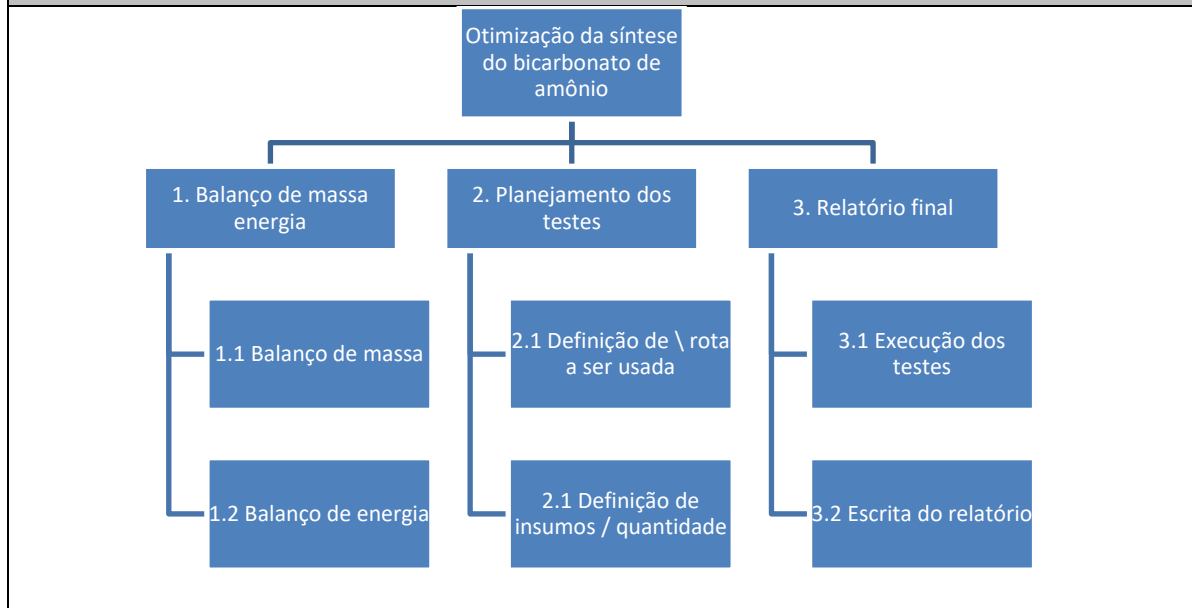 Otimização da síntese
do bicarbonato de
amônio
1. Balanço de massa
energia
2. Planejamento dos
testes
3. Relatório final
1.1 Balanço de massa
2.1 Definição de \ rota
a ser usada
3.1 Execução dos
testes
1.2 Balanço de energia
2.1 Definição de
insumos / quantidade
3.2 Escrita do relatório